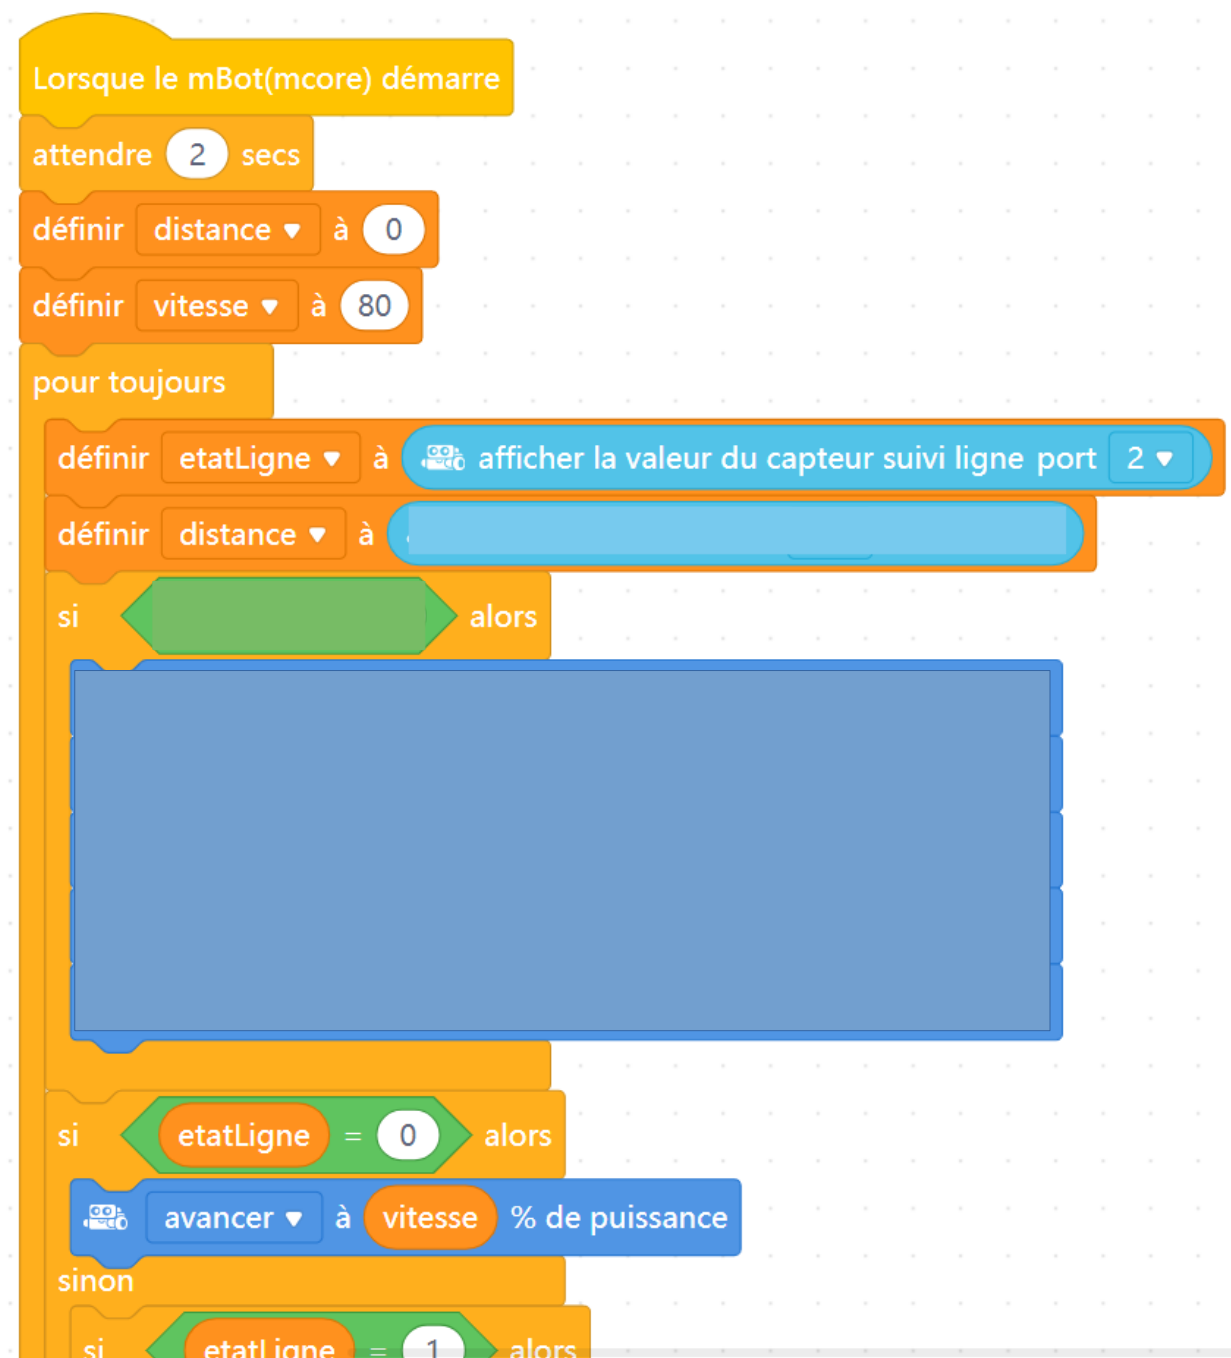 Lorsque le mBot(mcore) démarre
attendre 2 secs
définir distance à 0
définir vitesse à 80
pour toujours
définir etatLigne à afficher la valeur du capteur suivi ligne port 2
définir distance à
si alors
si etatLigne = 0 alors
avancer à vitesse % de puissance
sinon
si etatLigne = 1 alors